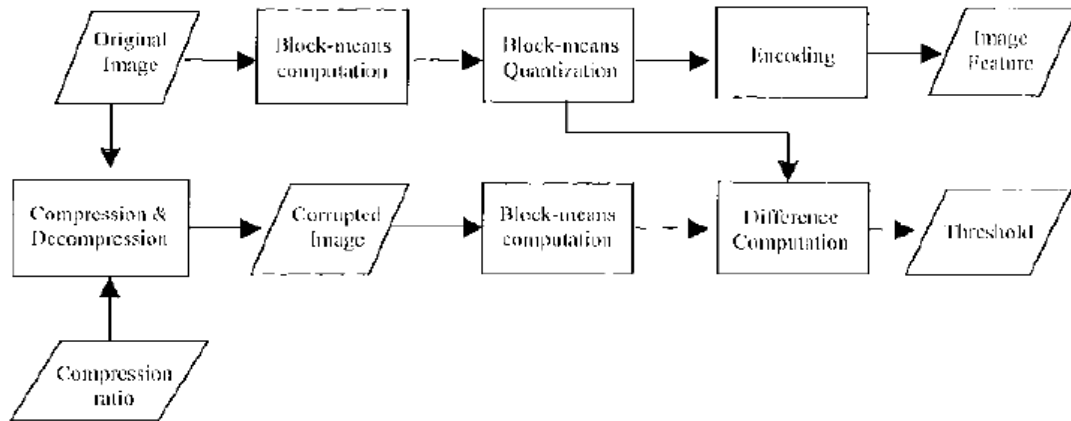 Original
Image
Block-means
computation
Block-means
Quantization
Encoding
Image
Feature
Compression &
Decompression
Corrupted
Image
Block-means
computation
Difference
Computation
Threshold
Compression
ratio